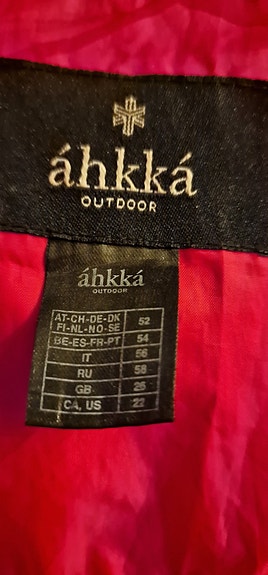 áhkká
OUTDOOR
áhkká
OUTDOOR
AT-CH-DE-DK
FI-NL-NO-SE 52
BE-ES-FR-PT 54
IT 56
RU 58
GB 26
CA, US 22